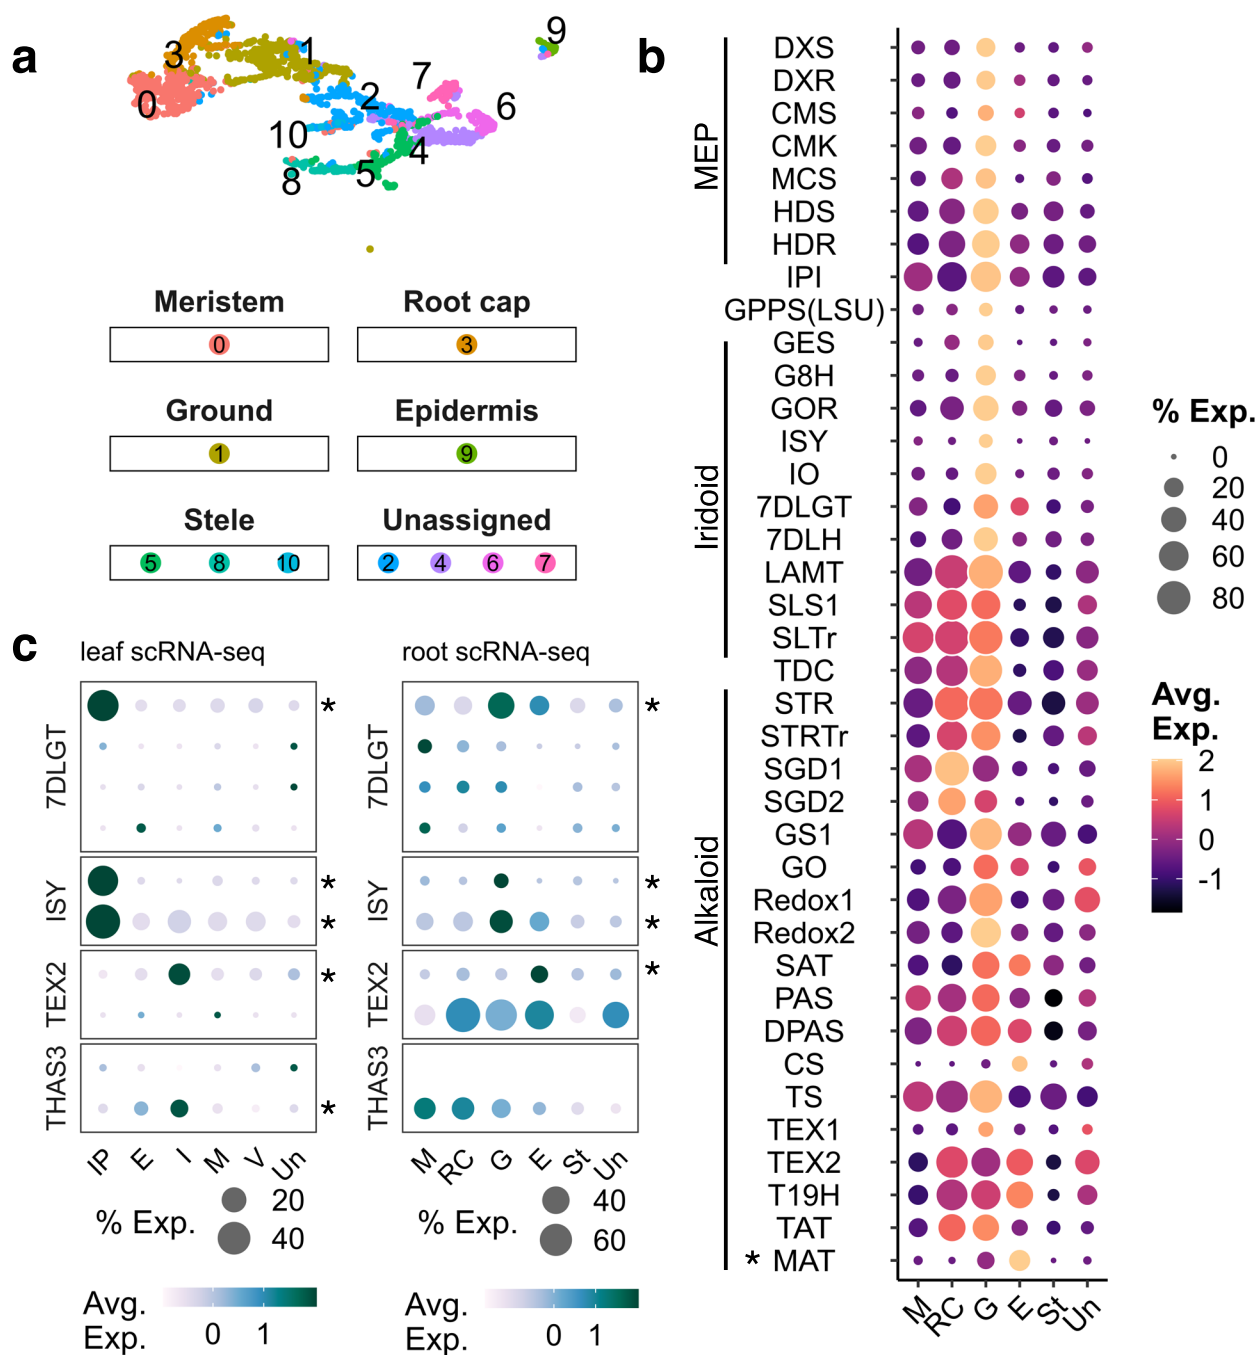 a
3
1
0
2
7
9
6
10
4
5
8
Meristem
Root cap
0
3
Ground
Epidermis
1
9
Stele
Unassigned
5 8 10
2 4 6 7
b
MEP
DXS
DXR
CMS
CMK
MCS
HDS
HDR
IPI
GPPS(LSU)
Iridoid
GES
G8H
GOR
ISY
IO
7DLGT
7DLH
LAMT
SLS1
SLTr
TDC
Alkaloid
STR
STRTr
SGD1
SGD2
GS1
GO
Redox1
Redox2
SAT
PAS
DPAS
CS
TS
TEX1
TEX2
T19H
TAT
* MAT
M RC G E St Un
% Exp.
0
20
40
60
80
Avg.
Exp.
2
1
0
-1
c
leaf scRNA-seq
7DLGT
*
ISY
*
*
TEX2
*
THAS3
*
IP E I M V Un
% Exp.
20
40
Avg.
Exp.
0 1
root scRNA-seq
7DLGT
*
ISY
*
*
TEX2
*
THAS3
M RC G E St Un
% Exp.
40
60
Avg.
Exp.
0 1